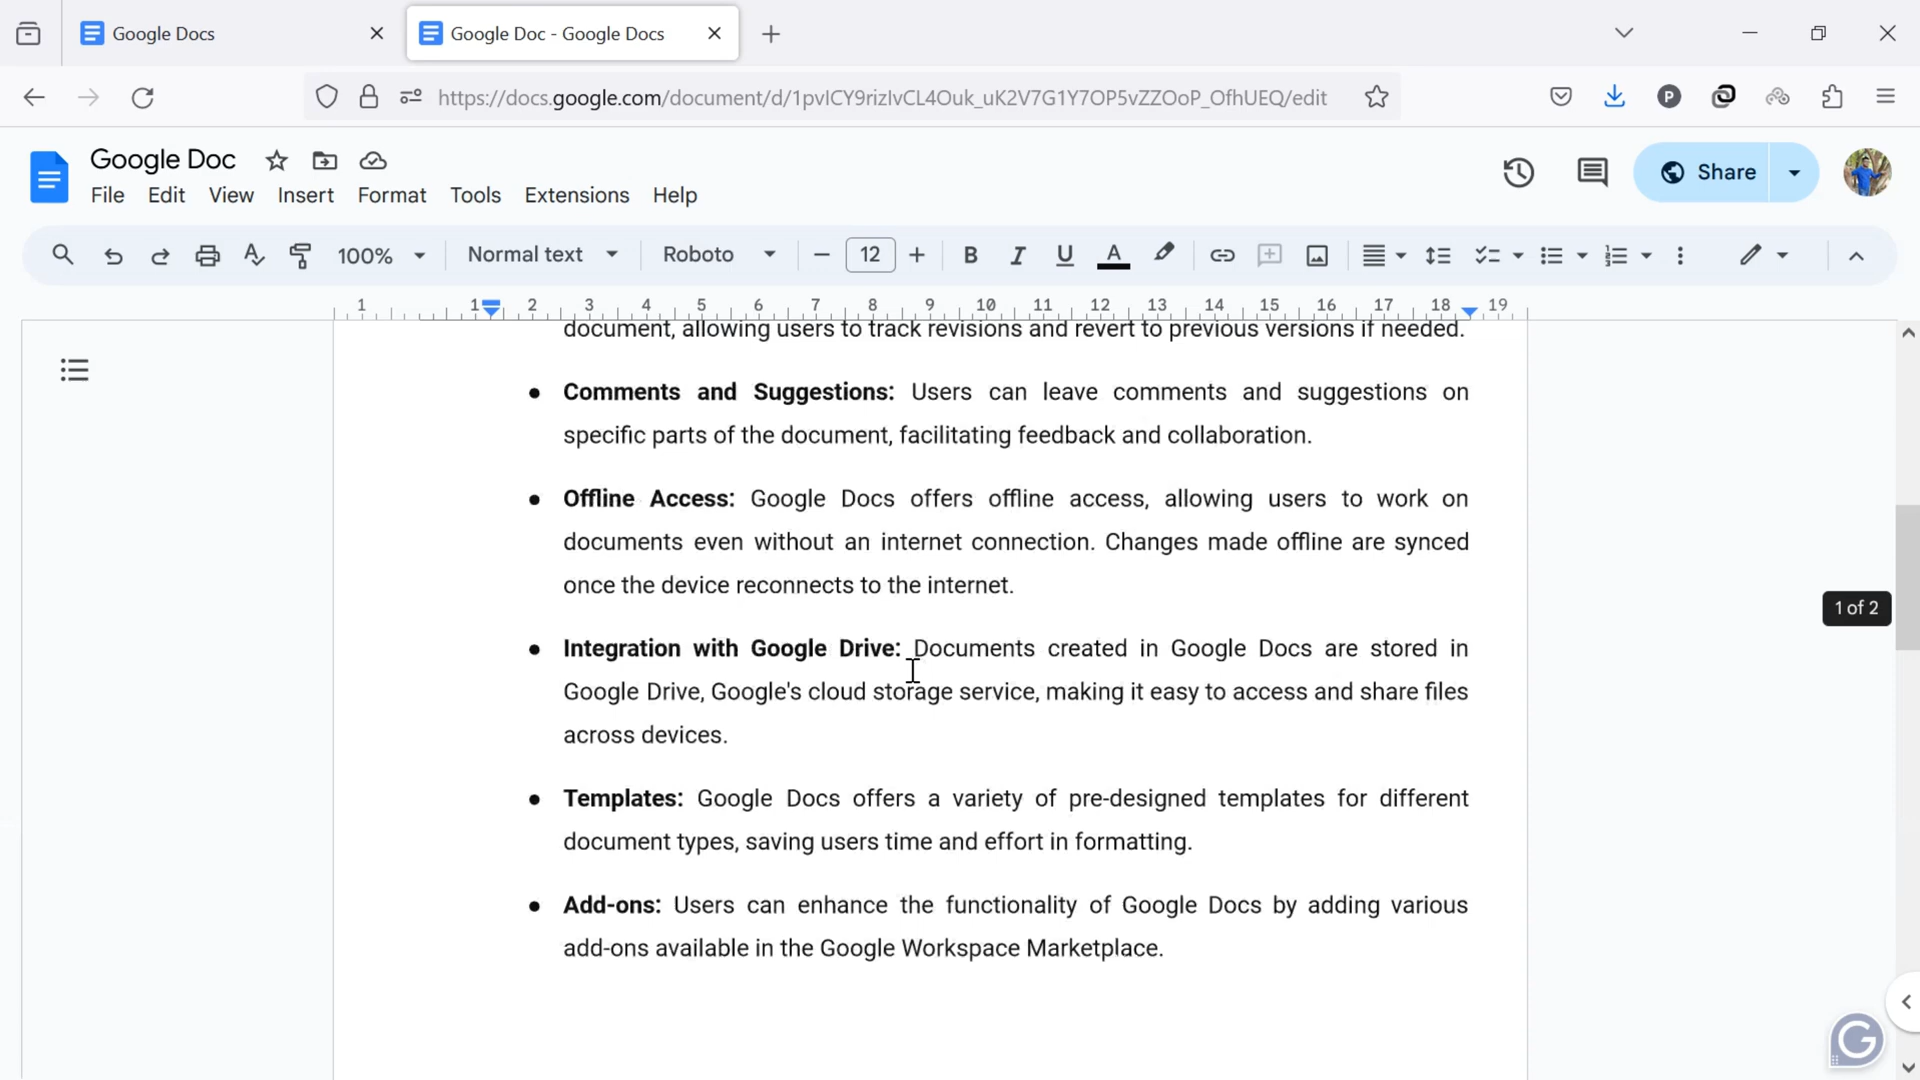 Google Docs
Google Doc - Google Docs
https://docs.google.com/document/d/1pvlCY9rizIvCL4Ouk_uK2V7G1Y7OP5vZZOoP_OfhUEQ/edit
Google Doc
File Edit View Insert Format Tools Extensions Help
Share
100% Normal text Roboto 12
1 1 2 3 4 5 6 7 8 9 10 11 12 13 14 15 16 17 18 19
document, allowing users to track revisions and revert to previous versions if needed.
● Comments and Suggestions: Users can leave comments and suggestions on
specific parts of the document, facilitating feedback and collaboration.
● Offline Access: Google Docs offers offline access, allowing users to work on
documents even without an internet connection. Changes made offline are synced
once the device reconnects to the internet.
1 of 2
● Integration with Google Drive: Documents created in Google Docs are stored in
Google Drive, Google's cloud storage service, making it easy to access and share files
across devices.
● Templates: Google Docs offers a variety of pre-designed templates for different
document types, saving users time and effort in formatting.
● Add-ons: Users can enhance the functionality of Google Docs by adding various
add-ons available in the Google Workspace Marketplace.